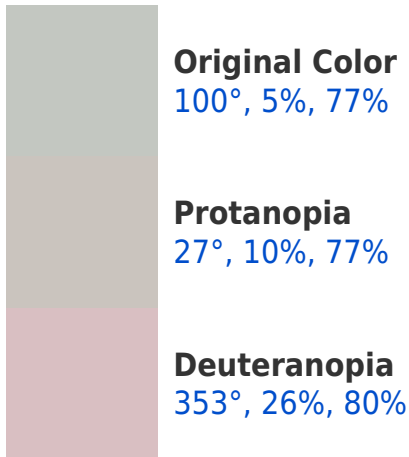 Original Color
100°, 5%, 77%
Protanopia
27°, 10%, 77%
Deuteranopia
353°, 26%, 80%